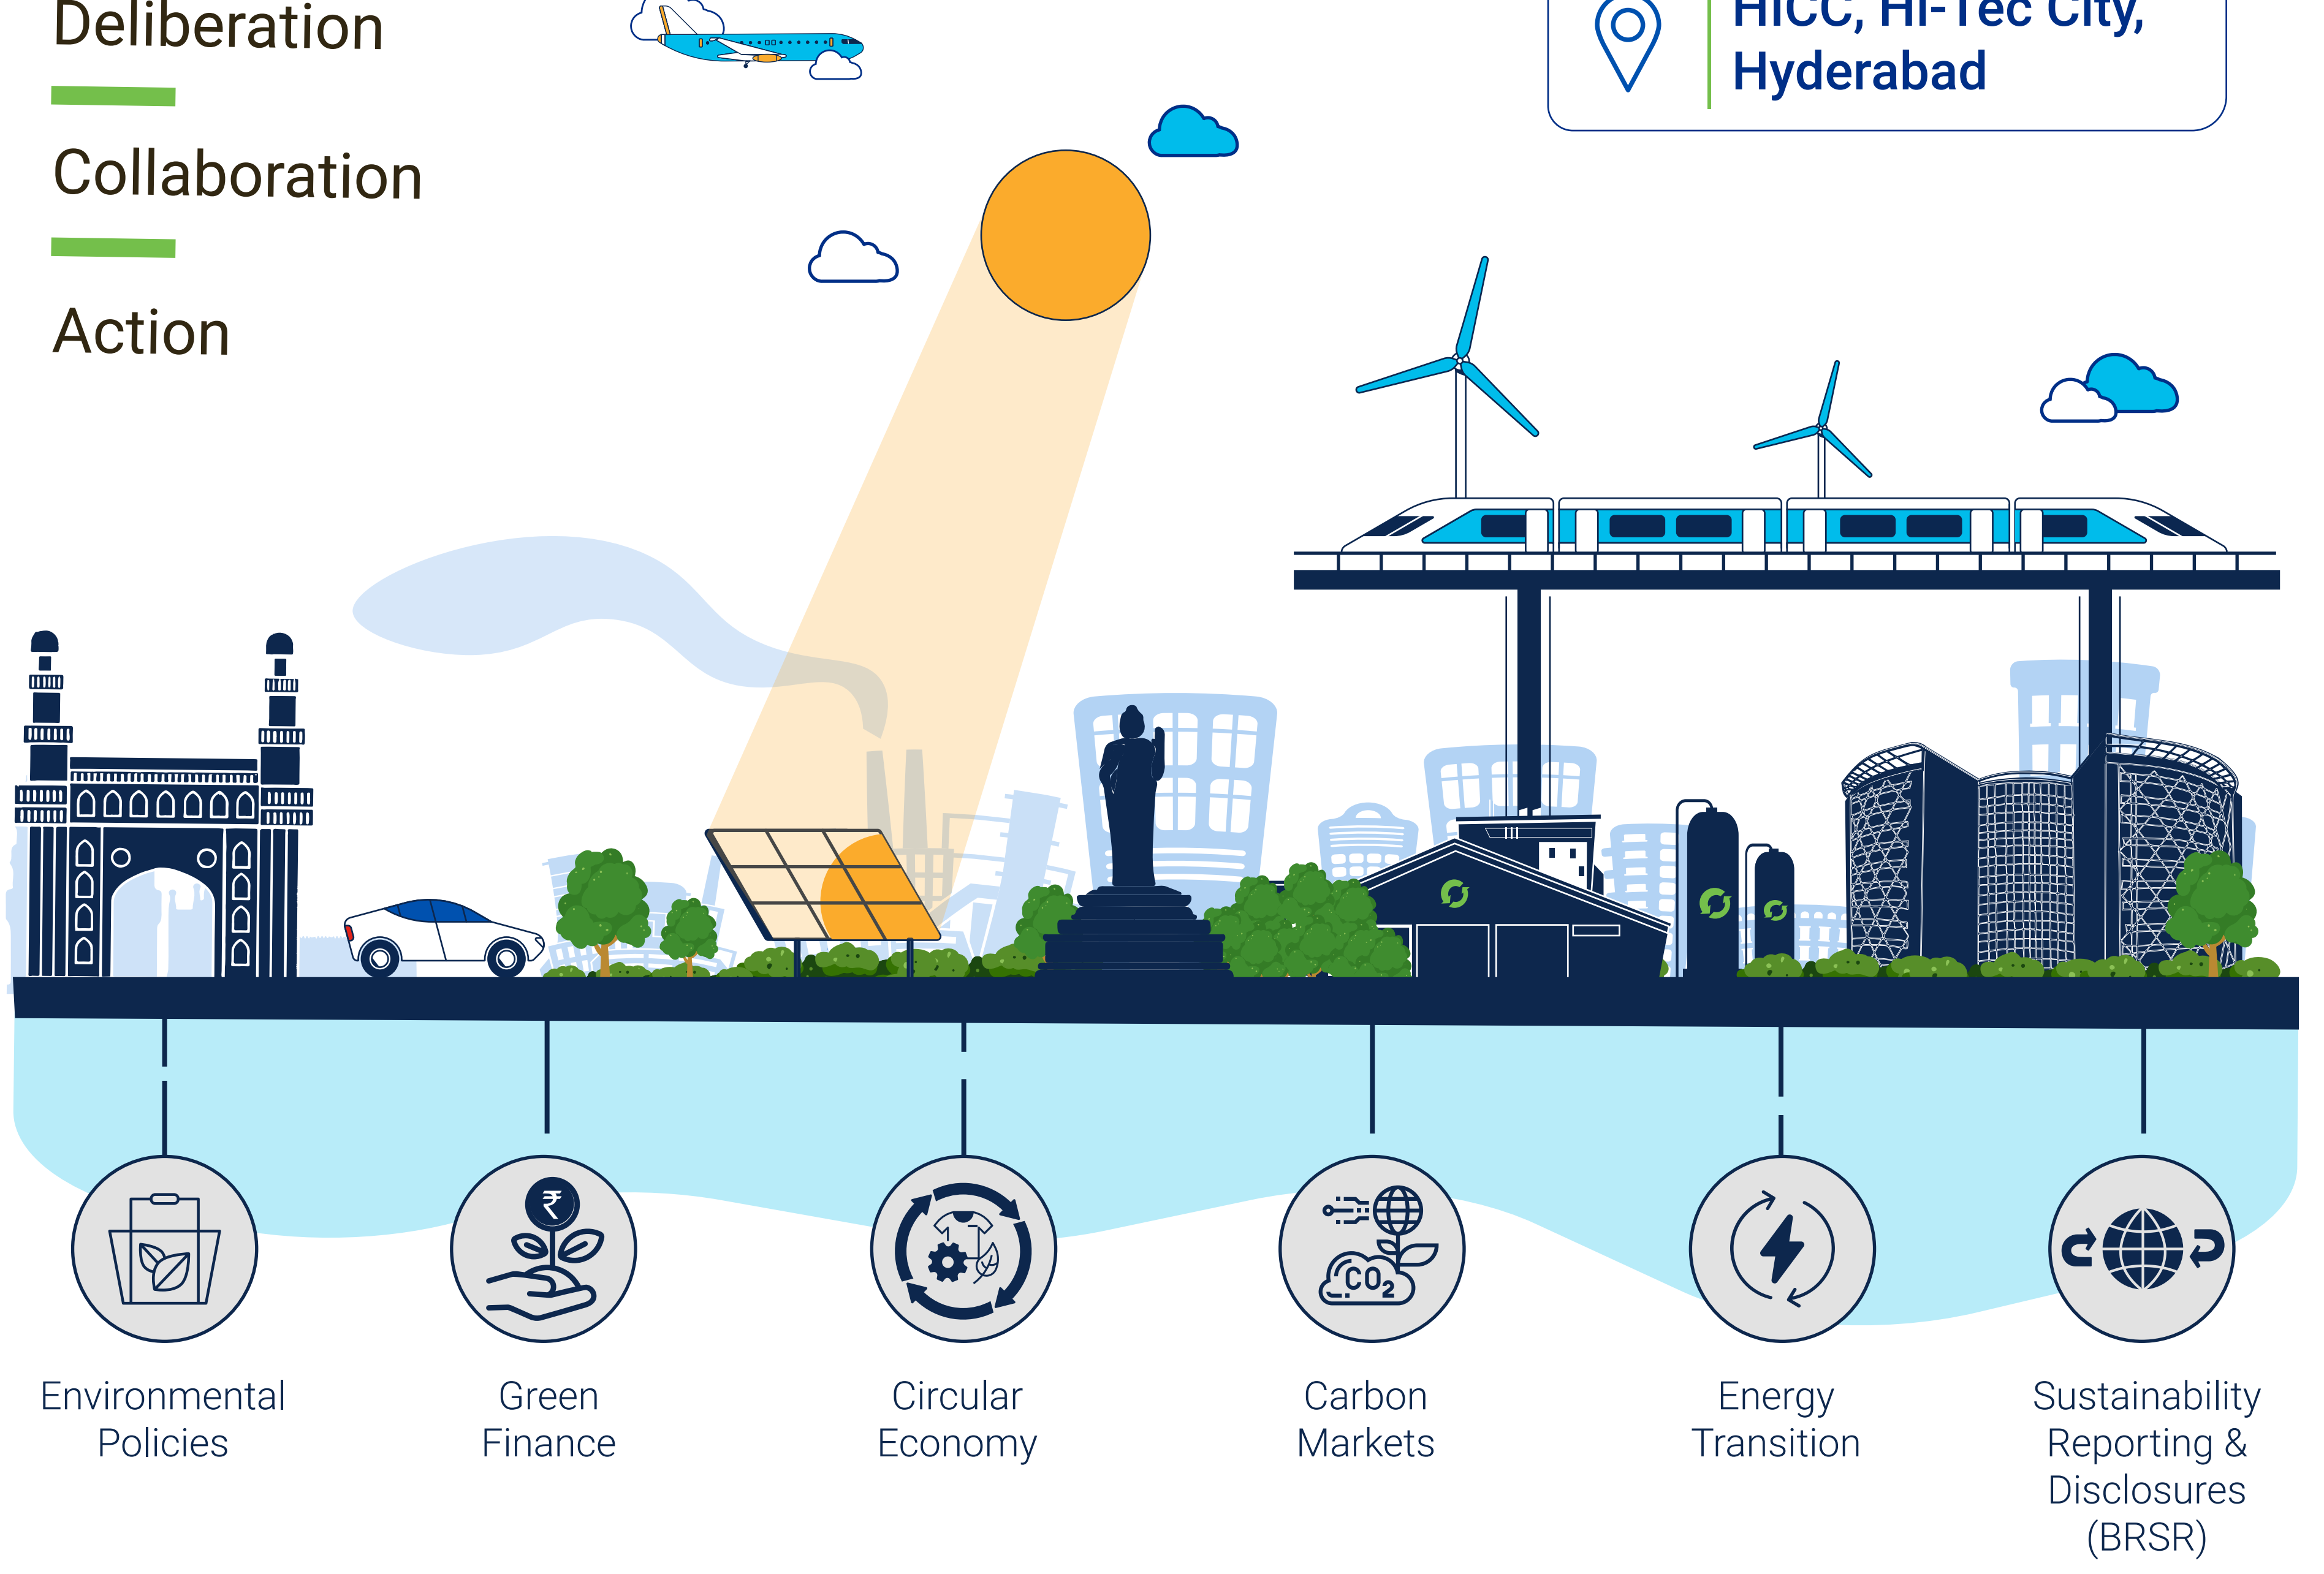 Deliberation
Collaboration
Action
HICC, Hi-Tec City,
Hyderabad
₹
CO₂
Environmental
Policies
Green
Finance
Circular
Economy
Carbon
Markets
Energy
Transition
Sustainability
Reporting &
Disclosures
(BRSR)